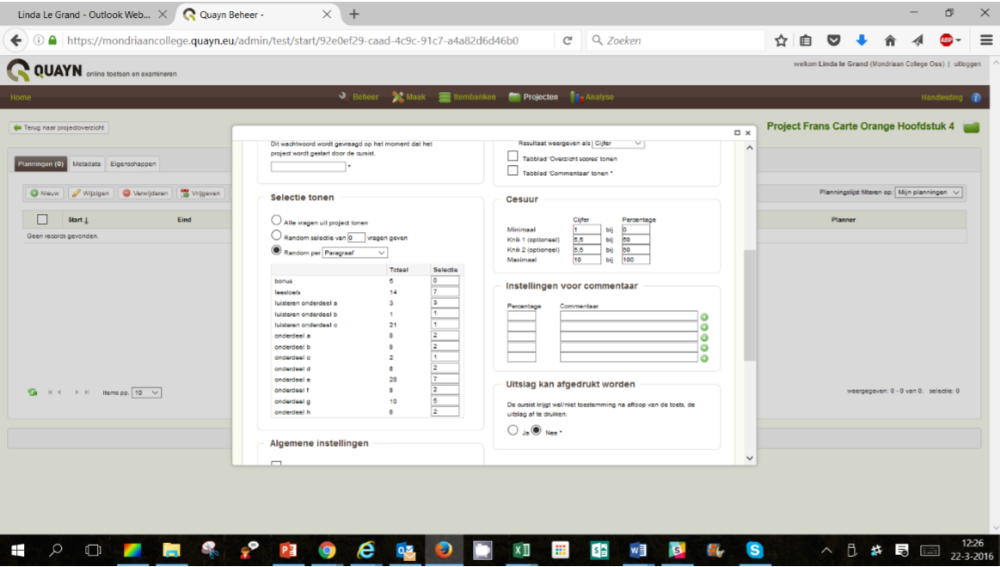 Linda Le Grand - Outlook Web...
Quayn Beheer -
https://mondriaancollege.quayn.eu/admin/test/start/92e0ef29-caad-4c9c-91c7-a4a82d6d46b0
Zoeken
ABP
QUAYN online toetsen en examineren
welkom Linda le Grand (Mondriaan College Oss) | uitloggen
Home
Beheer
Maak
Itembanken
Projecten
Analyse
Handleiding
Terug naar projectoverzicht
Project Frans Carte Orange Hoofdstuk 4
Planningen (0)
Metadata
Eigenschappen
Nieuw
Wijzigen
Verwijderen
Vrijgeven
Planningslijst filteren op: Mijn planningen
Start
Eind
Planner
Geen records gevonden.
items pp. 10
weergegeven: 0 - 0 van 0, selectie: 0
Dit wachtwoord wordt gevraagd op het moment dat het
project wordt gestart door de cursist.
*
Selectie tonen
Alle vragen uit project tonen
Random selectie van 0 vragen geven
Random per Paragraaf
Totaal Selectie
bonus 5 0
leestoets 14 7
luisteren onderdeel a 3 3
luisteren onderdeel b 1 1
luisteren onderdeel c 21 1
onderdeel a 8 2
onderdeel b 8 2
onderdeel c 2 1
onderdeel d 8 2
onderdeel e 28 7
onderdeel f 8 2
onderdeel g 10 5
onderdeel h 8 2
Algemene instellingen
Resultaat weergeven als Cijfer
Tabblad 'Overzicht scores' tonen
Tabblad 'Commentaar' tonen *
Cesuur
Cijfer Percentage
Minimaal 1 bij 0
Knik 1 (optioneel) 5,5 bij 50
Knik 2 (optioneel) 5,5 bij 50
Maximaal 10 bij 100
Instellingen voor commentaar
Percentage Commentaar
Uitslag kan afgedrukt worden
De cursist krijgt wel/niet toestemming na afloop van de toets, de
uitslag af te drukken.
Ja Nee *
12:26
22-3-2016